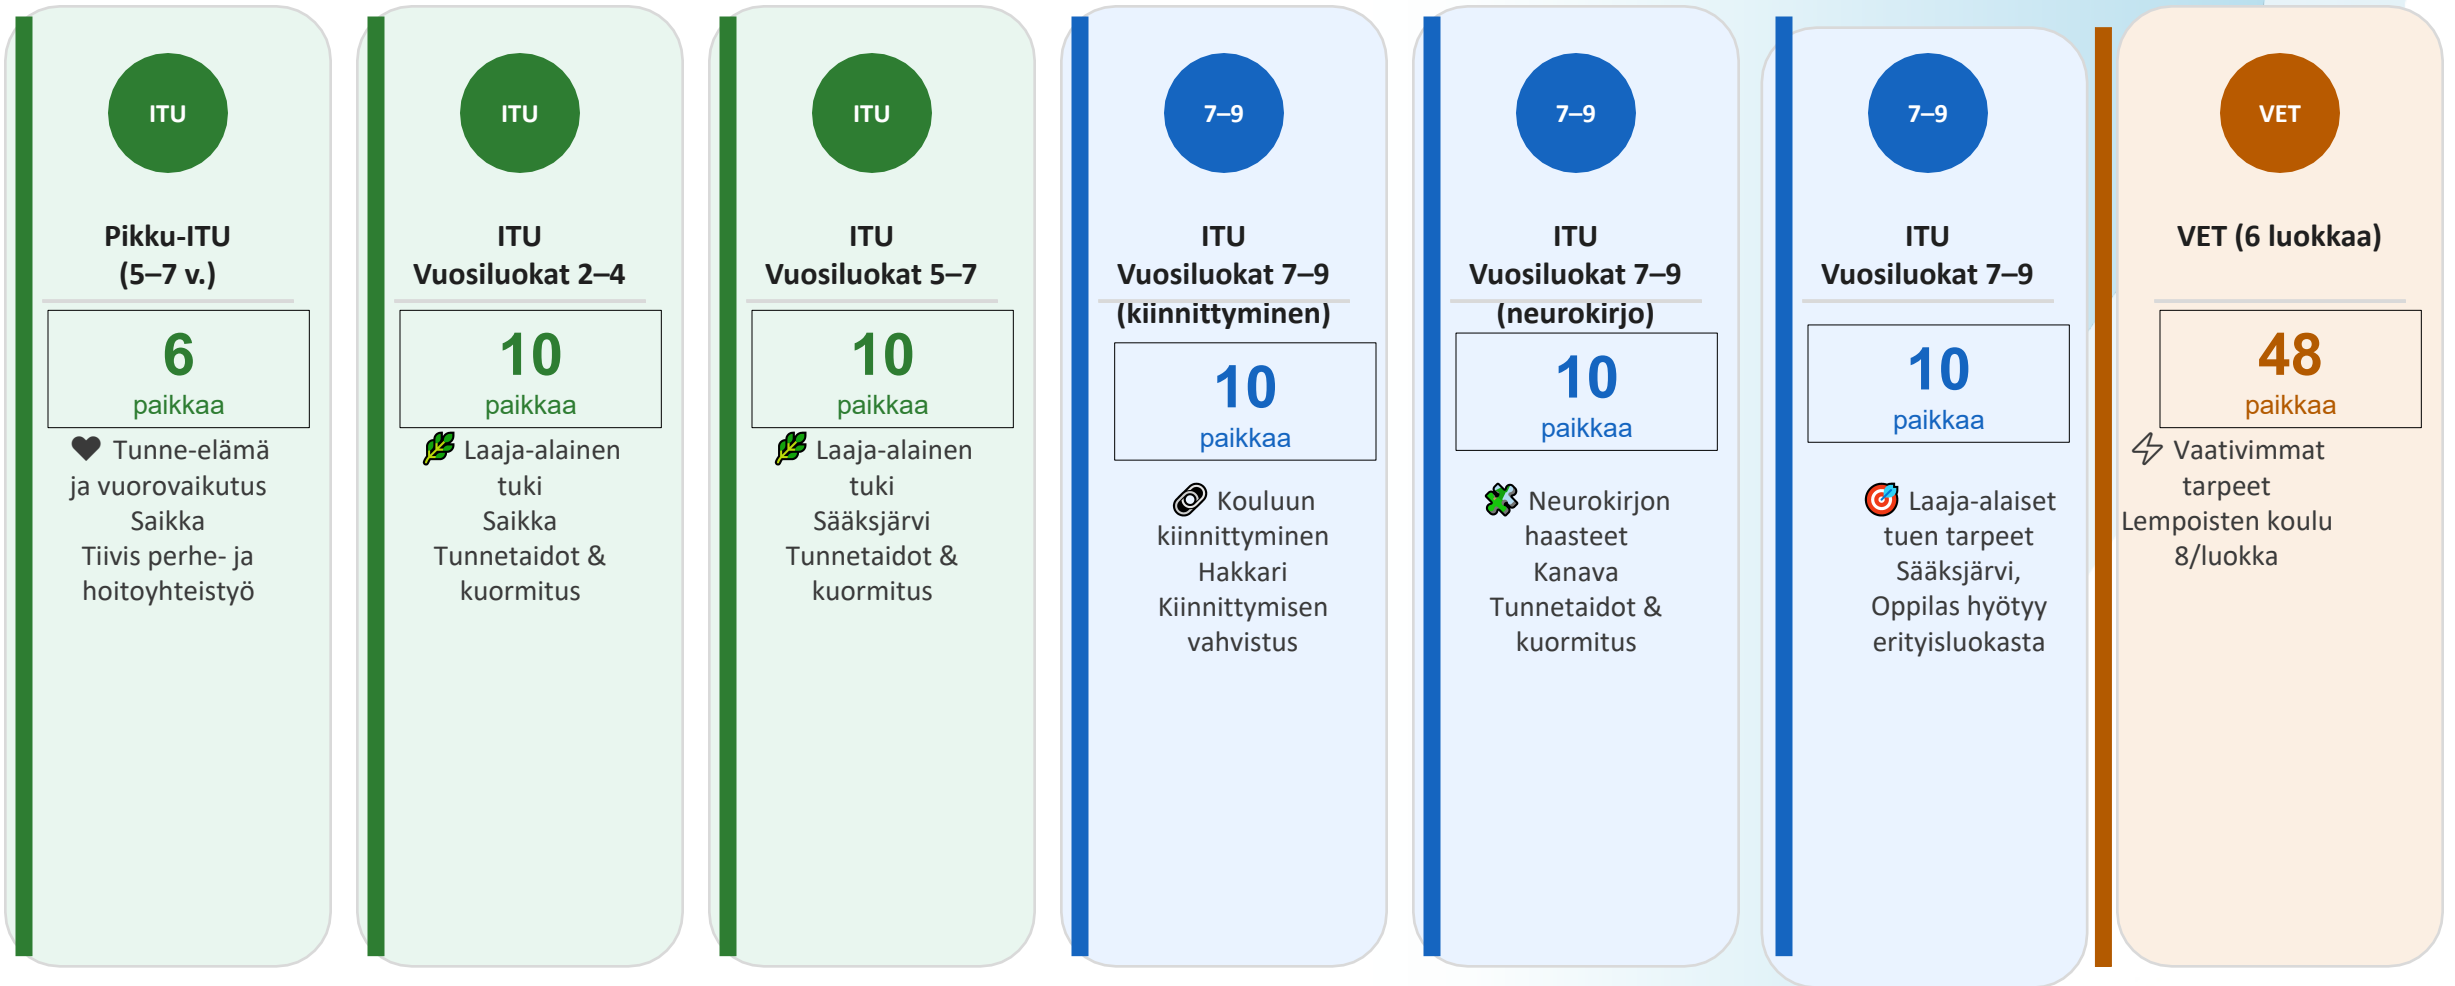 ITU
Pikku-ITU
(5–7 v.)
6
paikkaa
Tunne-elämä
ja vuorovaikutus
Saikka
Tiivis perhe- ja
hoitoyhteistyö
ITU
ITU
Vuosiluokat 2–4
10
paikkaa
Laaja-alainen
tuki
Saikka
Tunnetaidot &
kuormitus
ITU
ITU
Vuosiluokat 5–7
10
paikkaa
Laaja-alainen
tuki
Sääksjärvi
Tunnetaidot &
kuormitus
7–9
ITU
Vuosiluokat 7–9
(kiinnittyminen)
10
paikkaa
Kouluun
kiinnittyminen
Hakkari
Kiinnittymisen
vahvistus
7–9
ITU
Vuosiluokat 7–9
(neurokirjo)
10
paikkaa
Neurokirjon
haasteet
Kanava
Tunnetaidot &
kuormitus
7–9
ITU
Vuosiluokat 7–9
10
paikkaa
Laaja-alaiset
tuen tarpeet
Sääksjärvi,
Oppilas hyötyy
erityisluokasta
VET
VET (6 luokkaa)
48
paikkaa
Vaativimmat
tarpeet
Lempoisten koulu
8/luokka